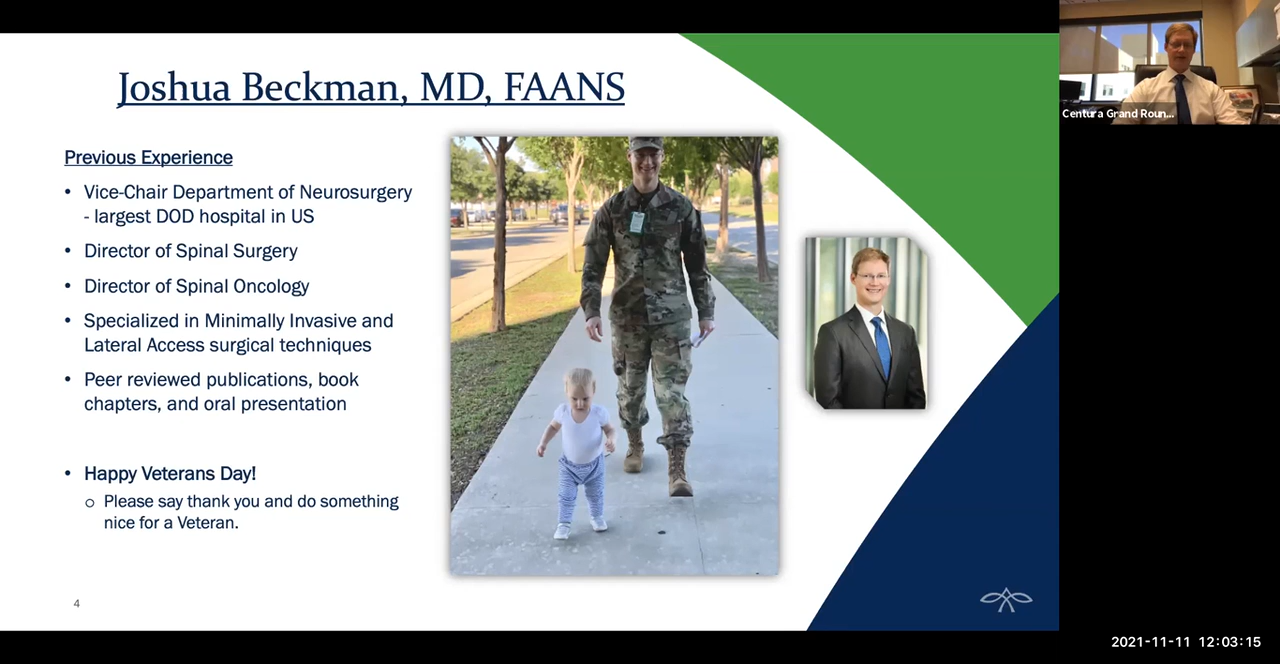 Joshua Beckman, MD, FAANS
Previous Experience
• Vice-Chair Department of Neurosurgery
- largest DOD hospital in US
• Director of Spinal Surgery
• Director of Spinal Oncology
• Specialized in Minimally Invasive and
Lateral Access surgical techniques
• Peer reviewed publications, book
chapters, and oral presentation
• Happy Veterans Day!
o Please say thank you and do something
nice for a Veteran.
4
Centura Grand Roun...
2021-11-11 12:03:15